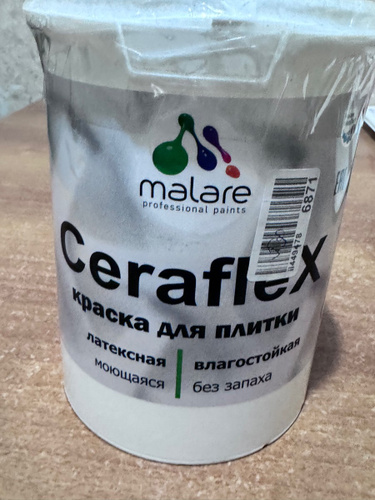 malare
professional paints
Ceraflex
краска для плитки
латексная
моющаяся
влагостойкая
без запаха
6871